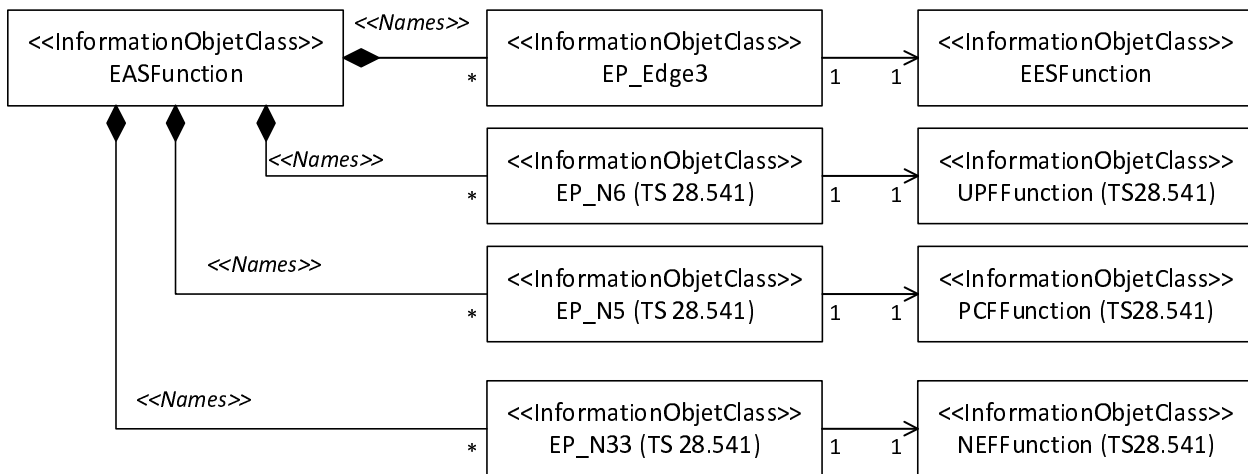 <<InformationObjetClass>>
EASFunction
<<Names>>
*
<<InformationObjetClass>>
EP_Edge3
1
1
<<InformationObjetClass>>
EESFunction
<<Names>>
*
<<InformationObjetClass>>
EP_N6 (TS 28.541)
1
1
<<InformationObjetClass>>
UPFFunction (TS28.541)
<<Names>>
*
<<InformationObjetClass>>
EP_N5 (TS 28.541)
1
1
<<InformationObjetClass>>
PCFFunction (TS28.541)
<<Names>>
*
<<InformationObjetClass>>
EP_N33 (TS 28.541)
1
1
<<InformationObjetClass>>
NEFFunction (TS28.541)